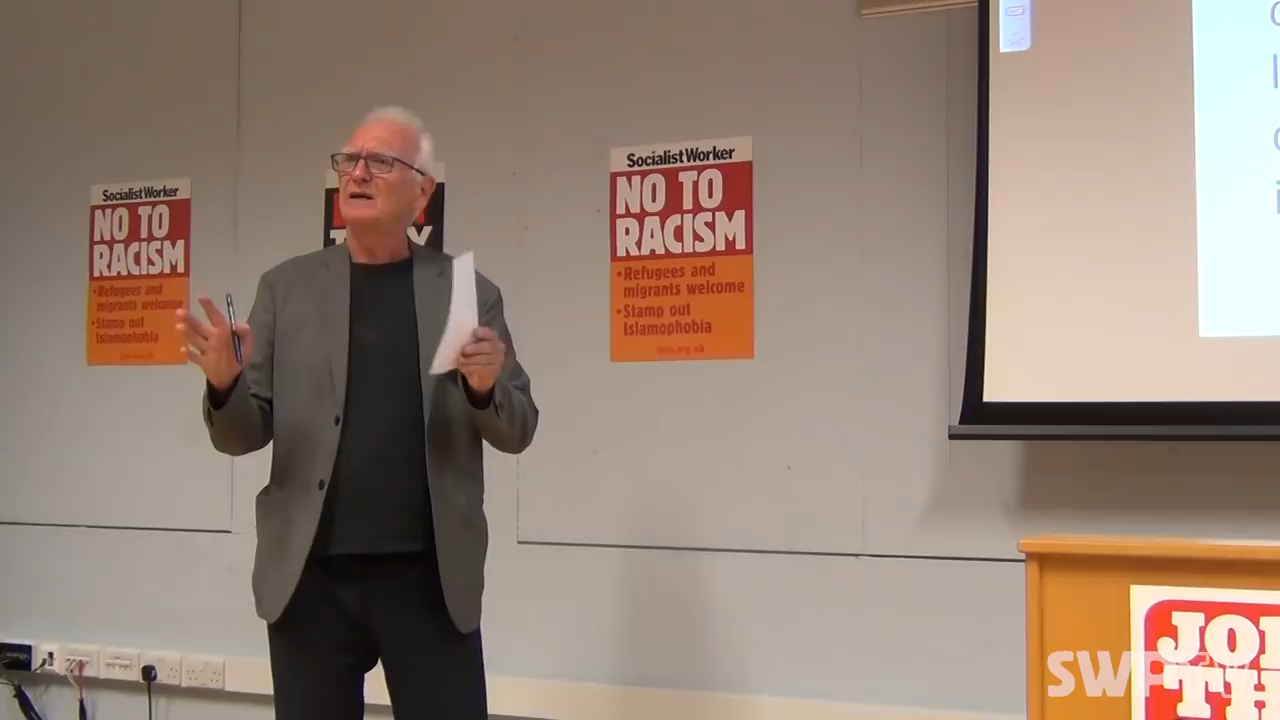 Socialist Worker
NO TO
RACISM
•Refugees and
migrants welcome
•Stamp out
Islamophobia
Socialist Worker
NO TO
RACISM
•Refugees and
migrants welcome
•Stamp out
Islamophobia
SWPTV